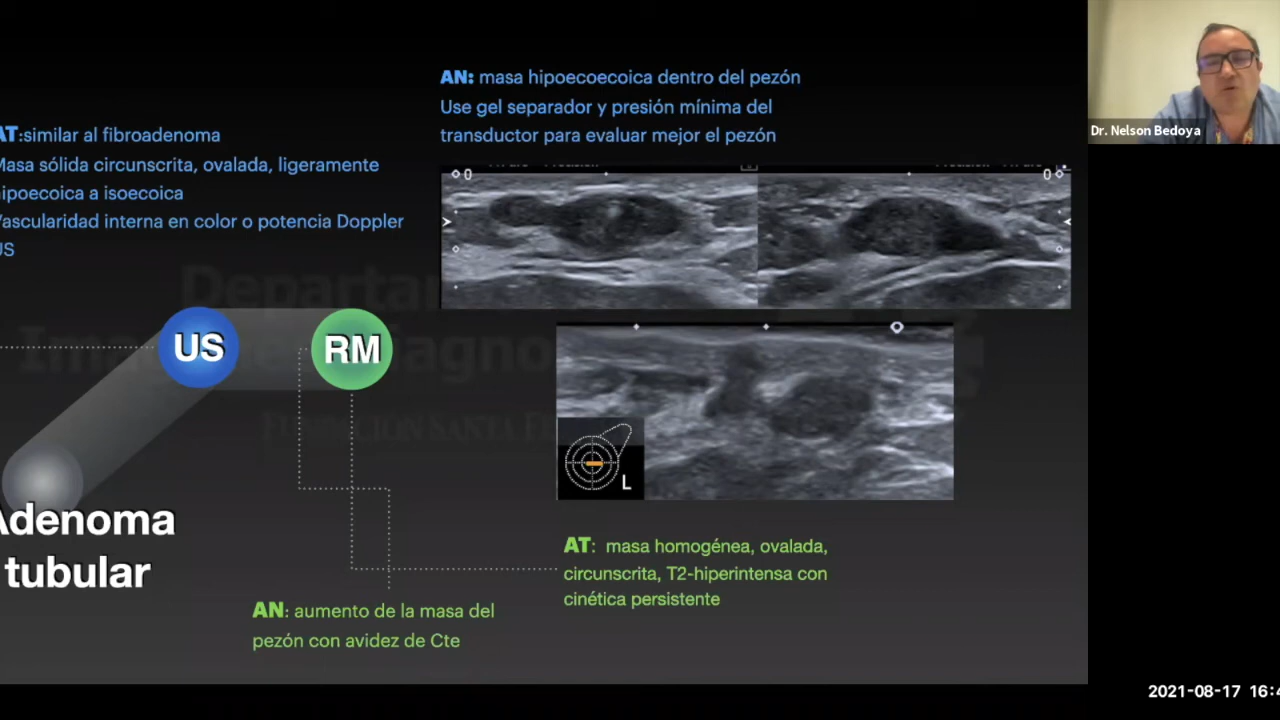 AN: masa hipoecoecoica dentro del pezón
Use gel separador y presión mínima del
transductor para evaluar mejor el pezón
AT:similar al fibroadenoma
Masa sólida circunscrita, ovalada, ligeramente
hipoecoica a isoecoica
Vascularidad interna en color o potencia Doppler
US
0
0
US
RM
L
Adenoma
tubular
AT: masa homogénea, ovalada,
circunscrita, T2-hiperintensa con
cinética persistente
AN: aumento de la masa del
pezón con avidez de Cte
Dr. Nelson Bedoya
2021-08-17 16:4